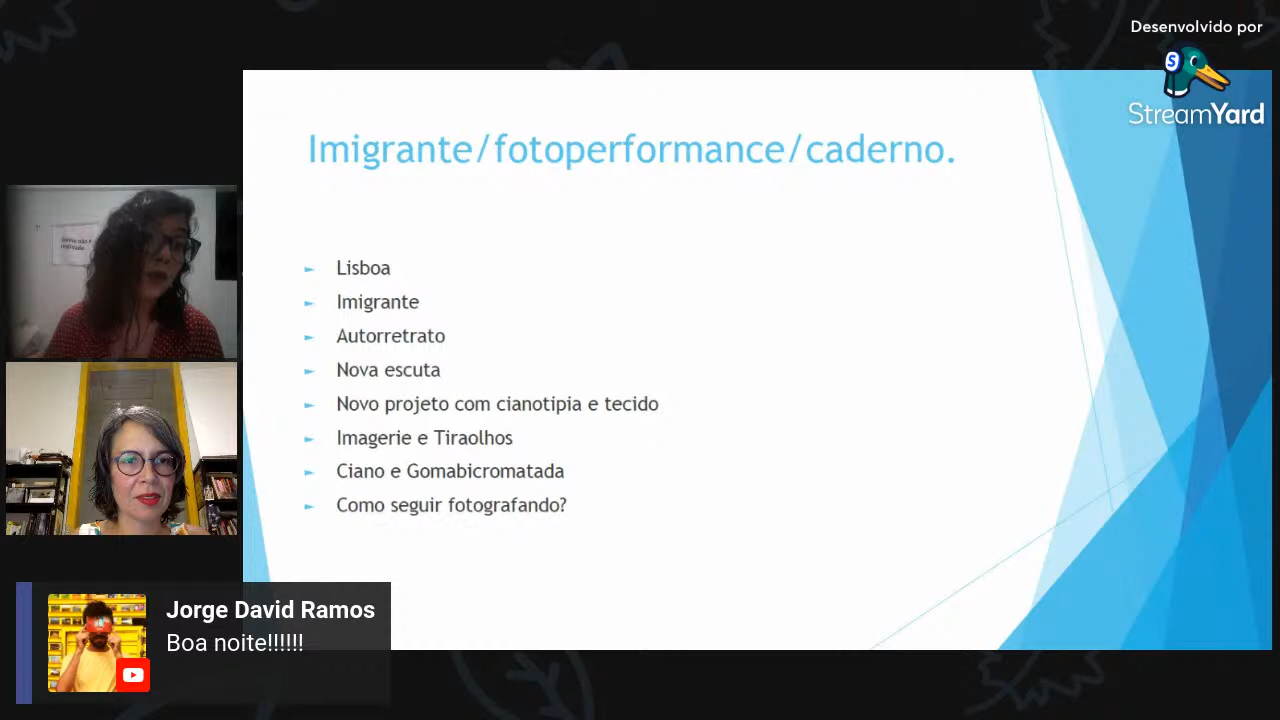 Desenvolvido por
StreamYard
Imigrante/fotoperformance/caderno.
Lisboa
Imigrante
Autorretrato
Nova escuta
Novo projeto com cianotipia e tecido
Imagerie e Tiraolhos
Ciano e Gomabicromatada
Como seguir fotografando?
Jorge David Ramos
Boa noite!!!!!!